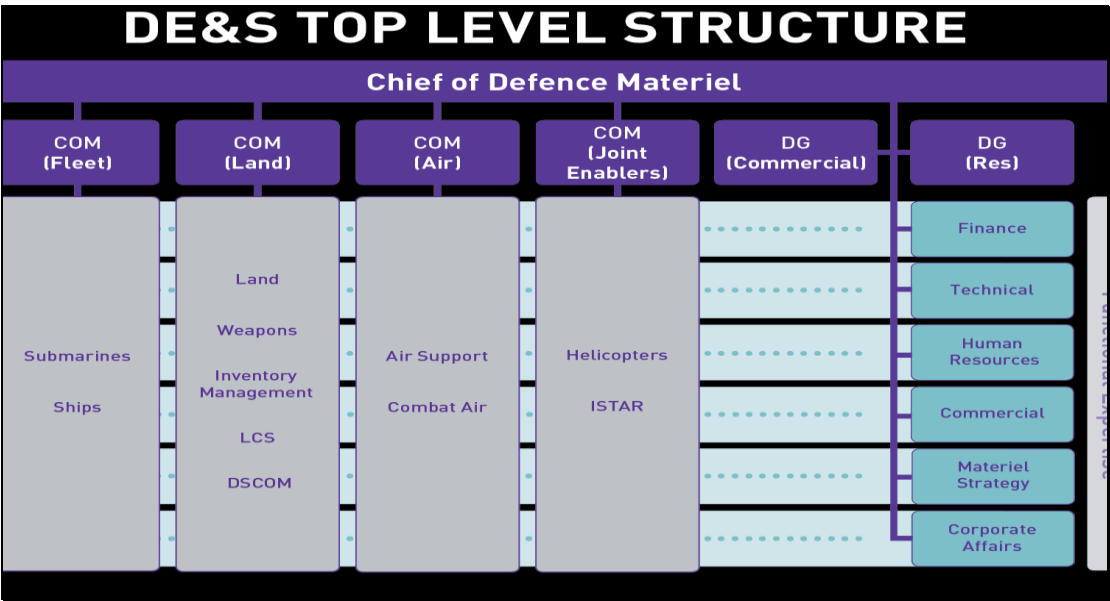 DE&S TOP LEVEL STRUCTURE
Chief of Defence Materiel
COM
(Fleet)
COM
(Land)
COM
(Air)
COM
(Joint
Enablers)
DG
(Commercial)
DG
(Res)
Submarines
Ships
Land
Weapons
Inventory
Management
LCS
DSCOM
Air Support
Combat Air
Helicopters
ISTAR
Finance
Technical
Human
Resources
Commercial
Materiel
Strategy
Corporate
Affairs